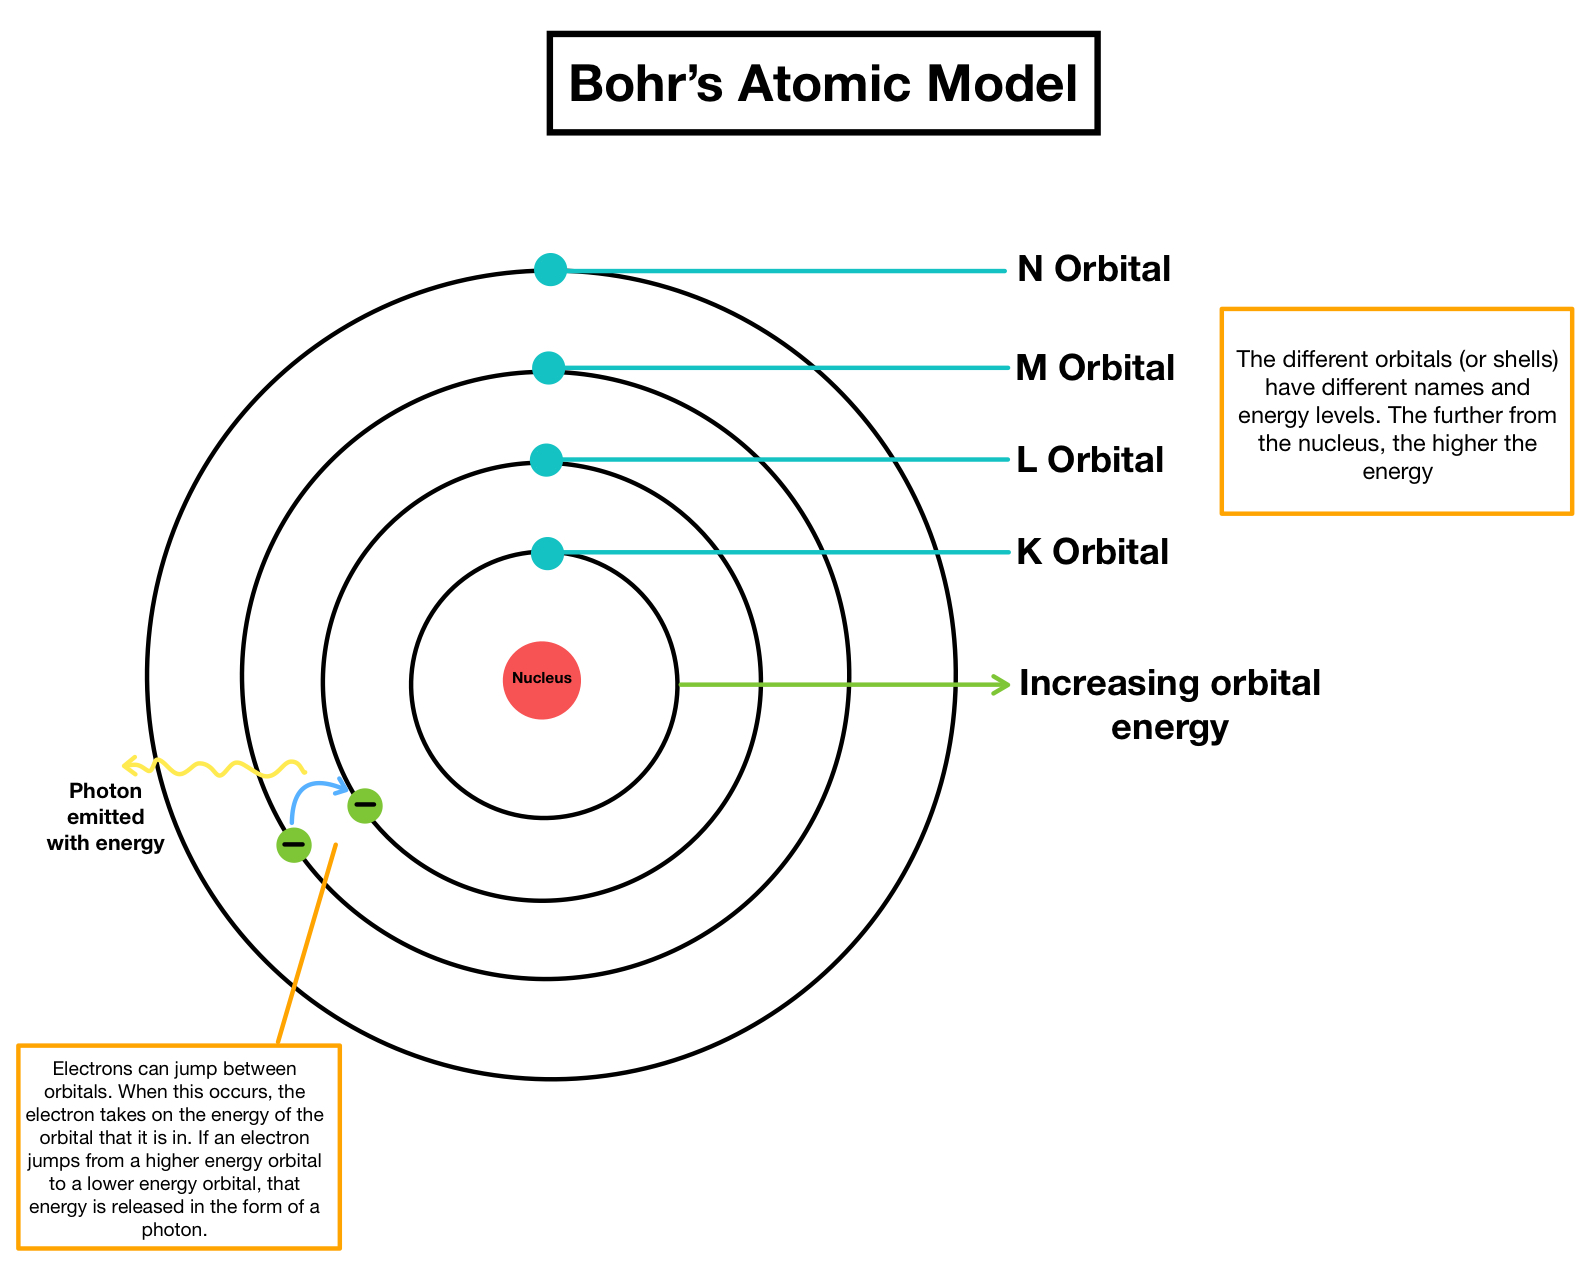 Bohr’s Atomic Model
N Orbital
M Orbital
L Orbital
K Orbital
The different orbitals (or shells)
have different names and
energy levels. The further from
the nucleus, the higher the
energy
Nucleus
Increasing orbital
energy
Photon
emitted
with energy
Electrons can jump between
orbitals. When this occurs, the
electron takes on the energy of the
orbital that it is in. If an electron
jumps from a higher energy orbital
to a lower energy orbital, that
energy is released in the form of a
photon.